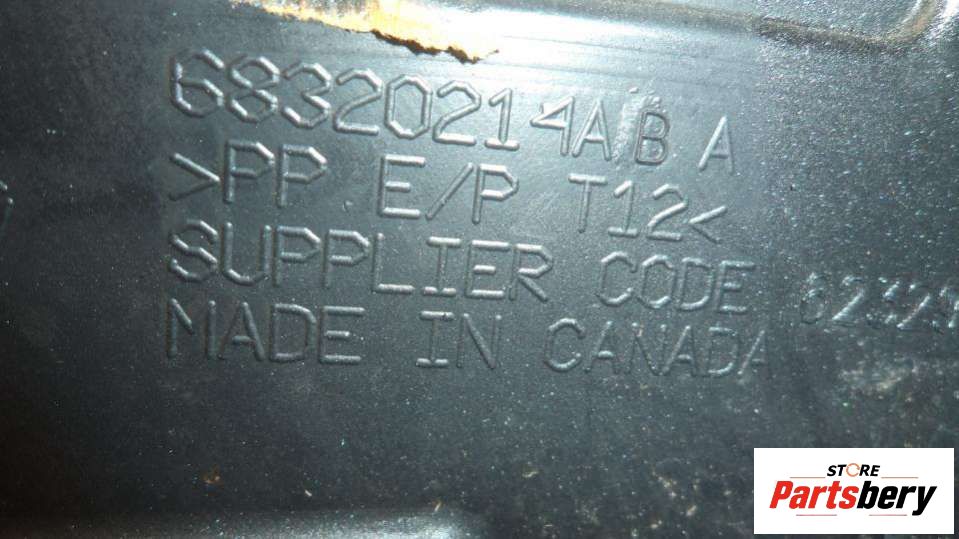 68320214AB A
>PP E/P T12<
SUPPLIER CODE
MADE IN CANADA
STORE
Partsbery